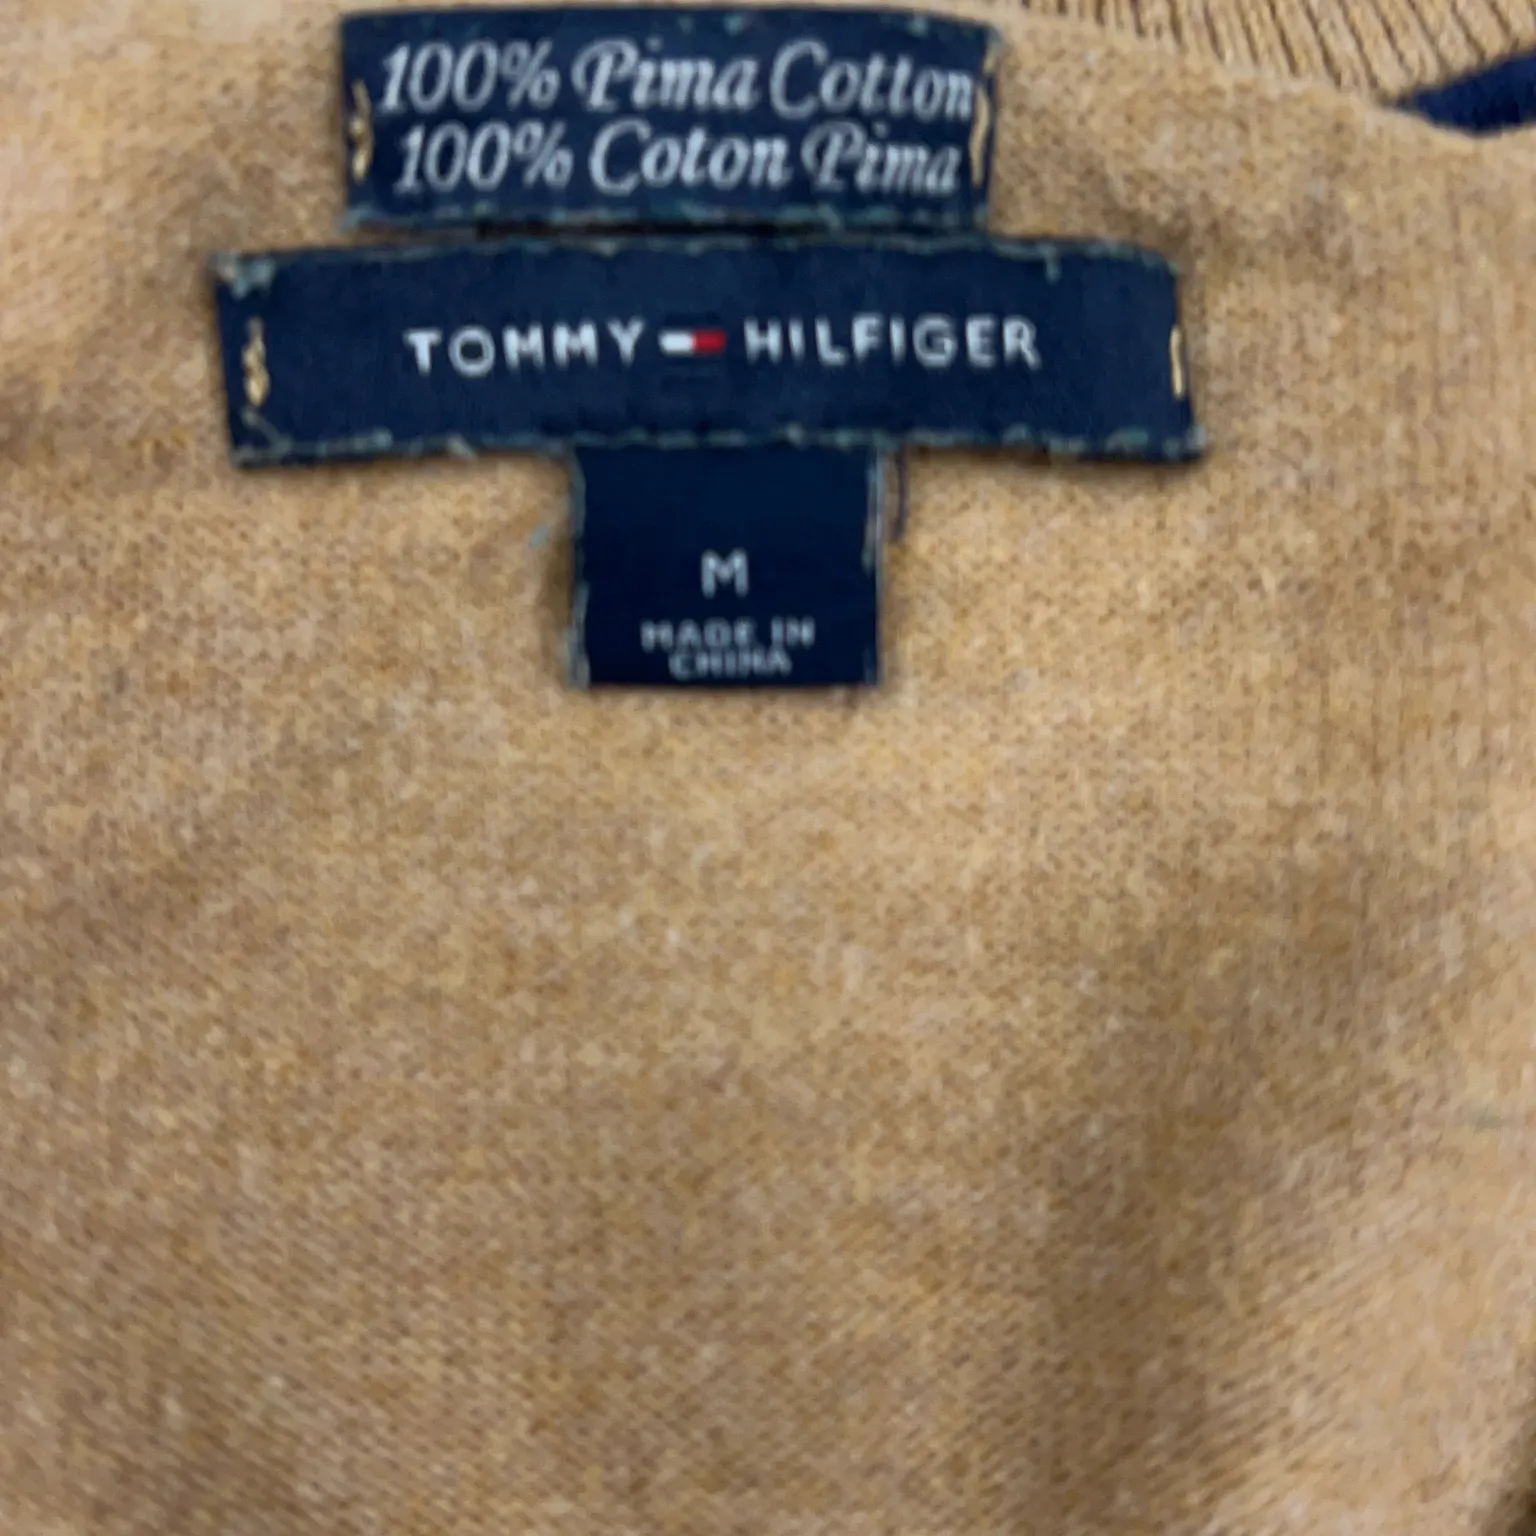 100% Pima Cotton
100% Coton Pima
TOMMY HILFIGER
M
MADE IN
CHINA